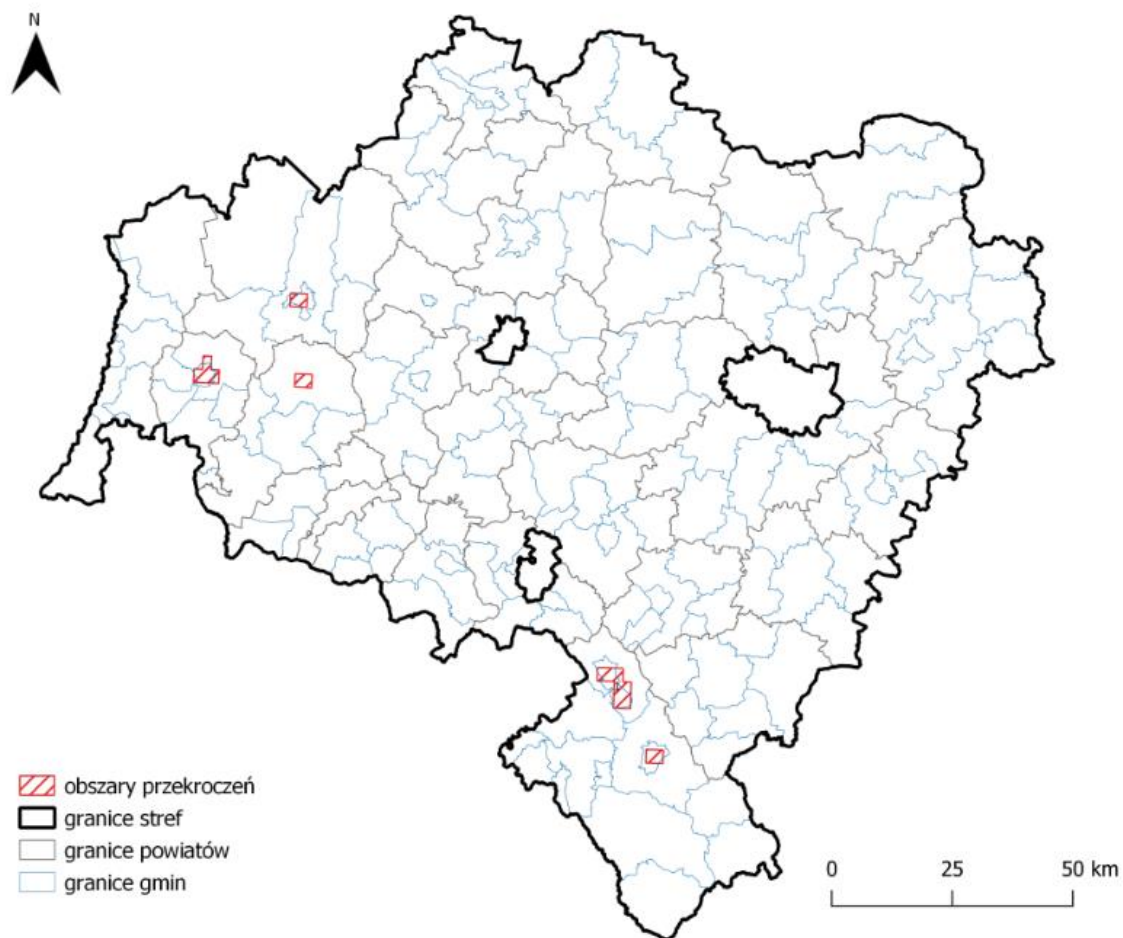 N
obszary przekroczeń
granice stref
granice powiatów
granice gmin
0 25 50 km